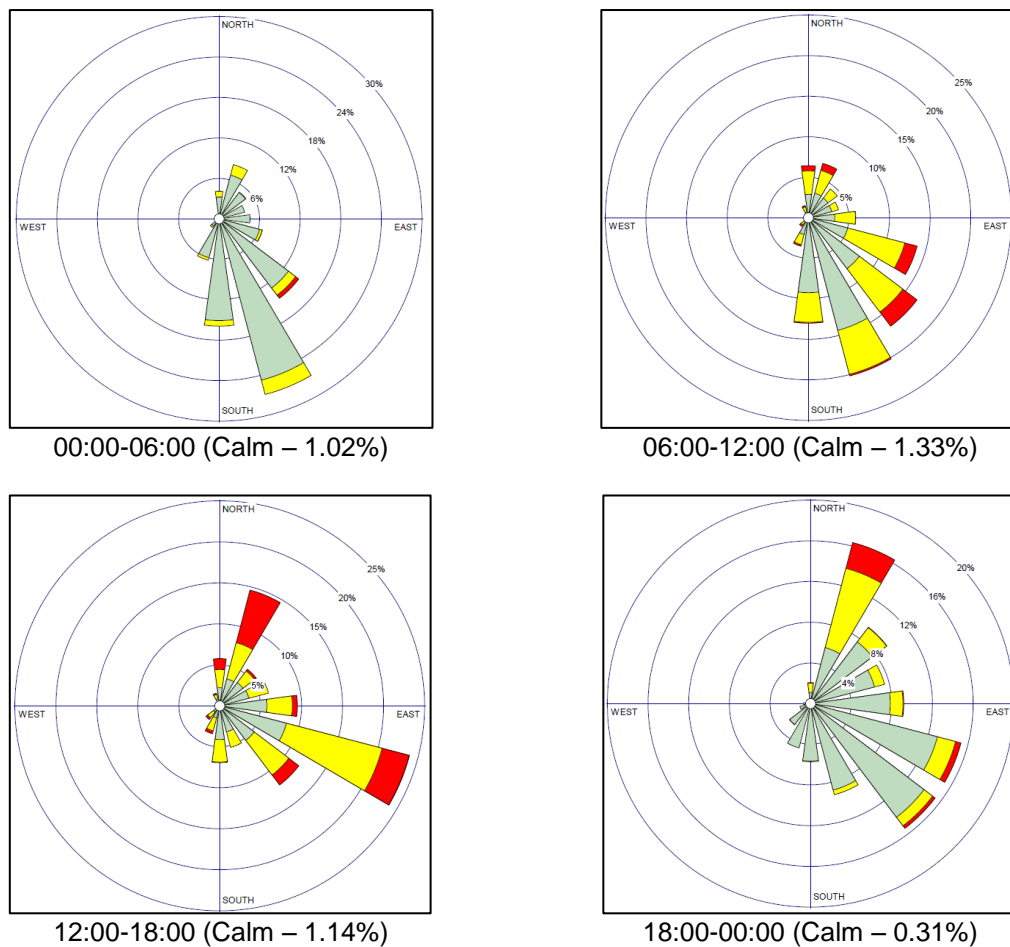 NORTH
30%
24%
18%
12%
6%
WEST
EAST
SOUTH
00:00-06:00 (Calm – 1.02%)
NORTH
25%
20%
15%
10%
5%
WEST
EAST
SOUTH
06:00-12:00 (Calm – 1.33%)
NORTH
25%
20%
15%
10%
5%
WEST
EAST
SOUTH
12:00-18:00 (Calm – 1.14%)
NORTH
20%
16%
12%
8%
4%
WEST
EAST
SOUTH
18:00-00:00 (Calm – 0.31%)